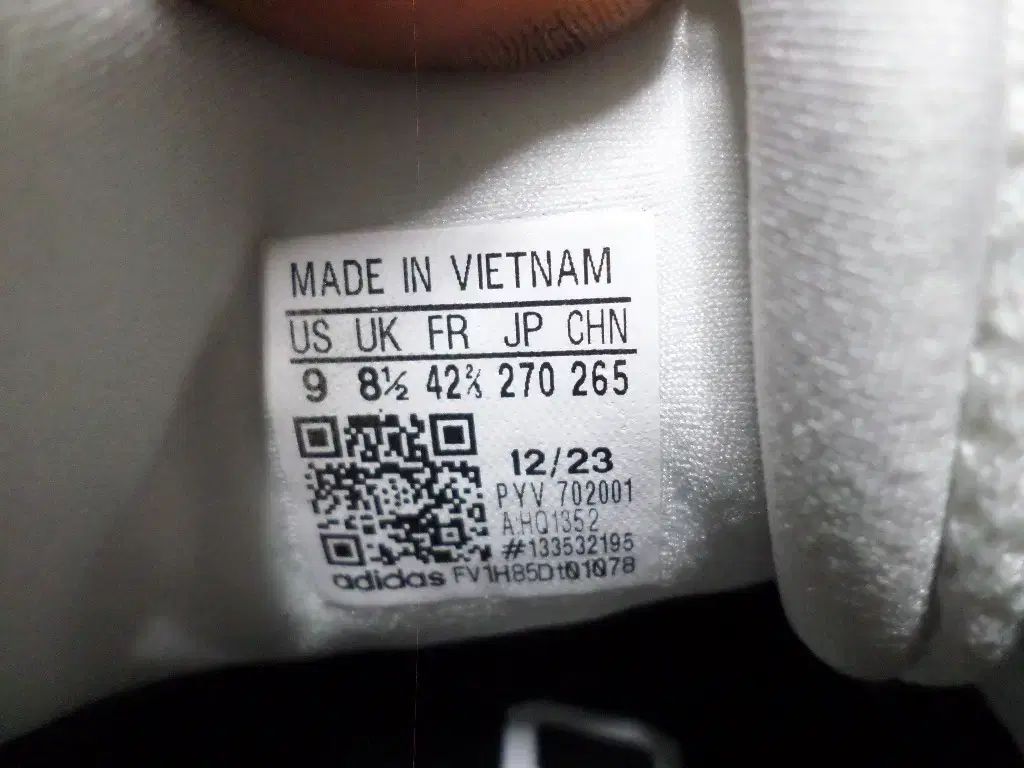 MADE IN VIETNAM
US UK FR JP CHN
9 8½ 42⅔ 270 265
12/23
PYV 702001
A:HQ1352
#133532195
adidas FV1H85Dt01078